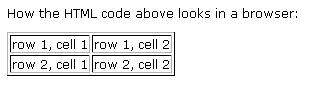 How the HTML code above looks in a browser:
row 1, cell 1 row 1, cell 2
row 2, cell 1 row 2, cell 2